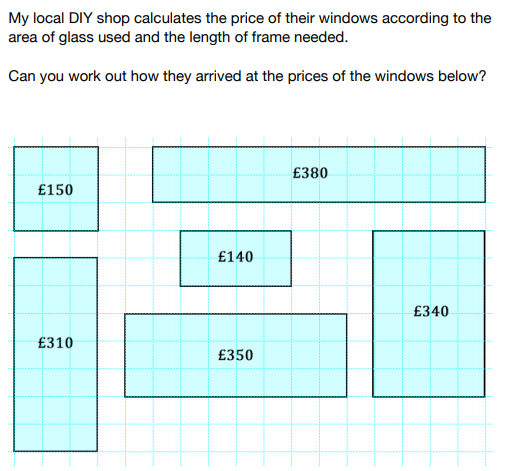 My local DIY shop calculates the price of their windows according to the
area of glass used and the length of frame needed.
Can you work out how they arrived at the prices of the windows below?
£380
£150
£140
£340
£310
£350